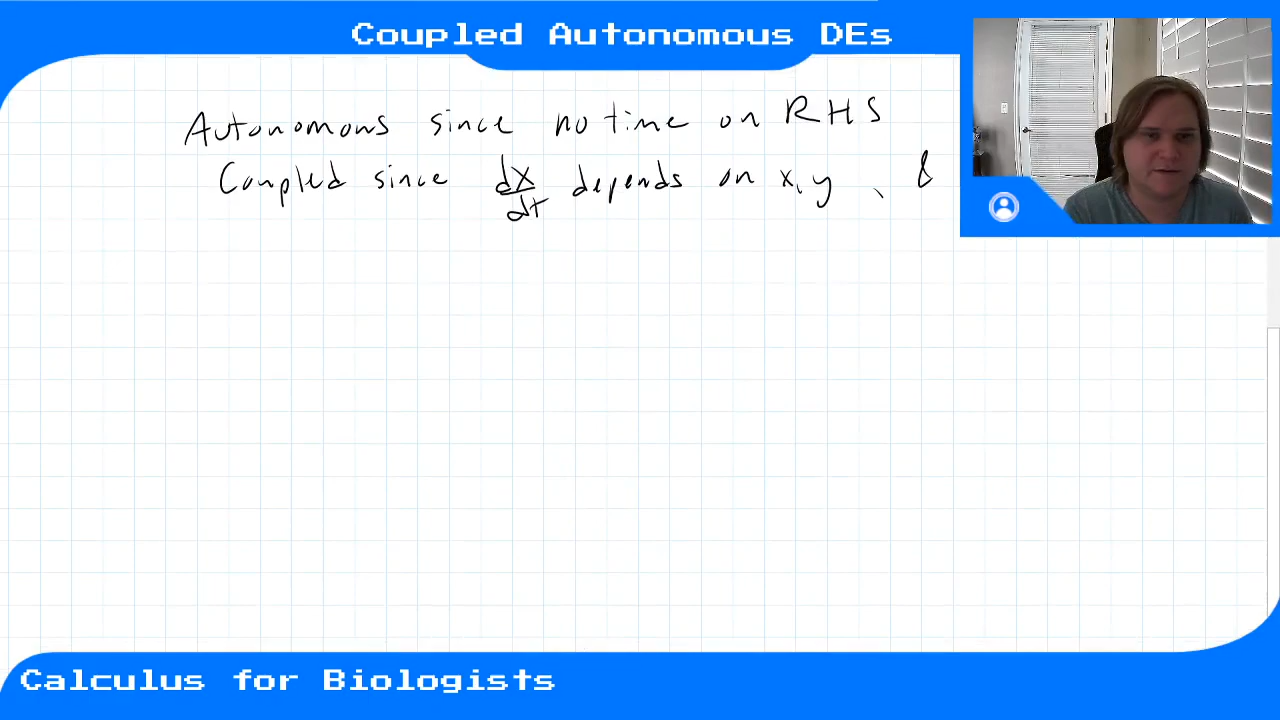 Coupled Autonomous DEs
Autonomous since no time on RHS
Coupled since dx/dt depends on x, y, &
Calculus for Biologists